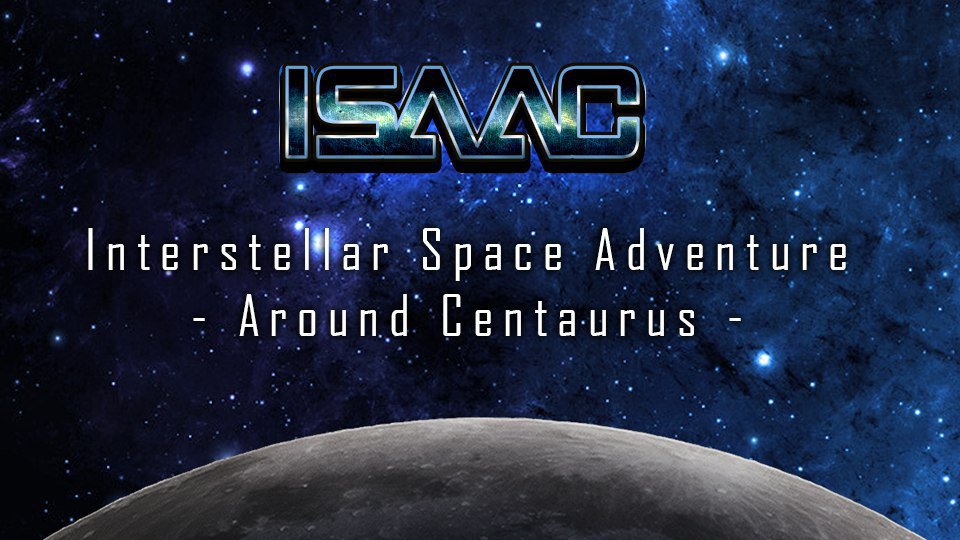 ISAAC
Interstellar Space Adventure
- Around Centaurus -